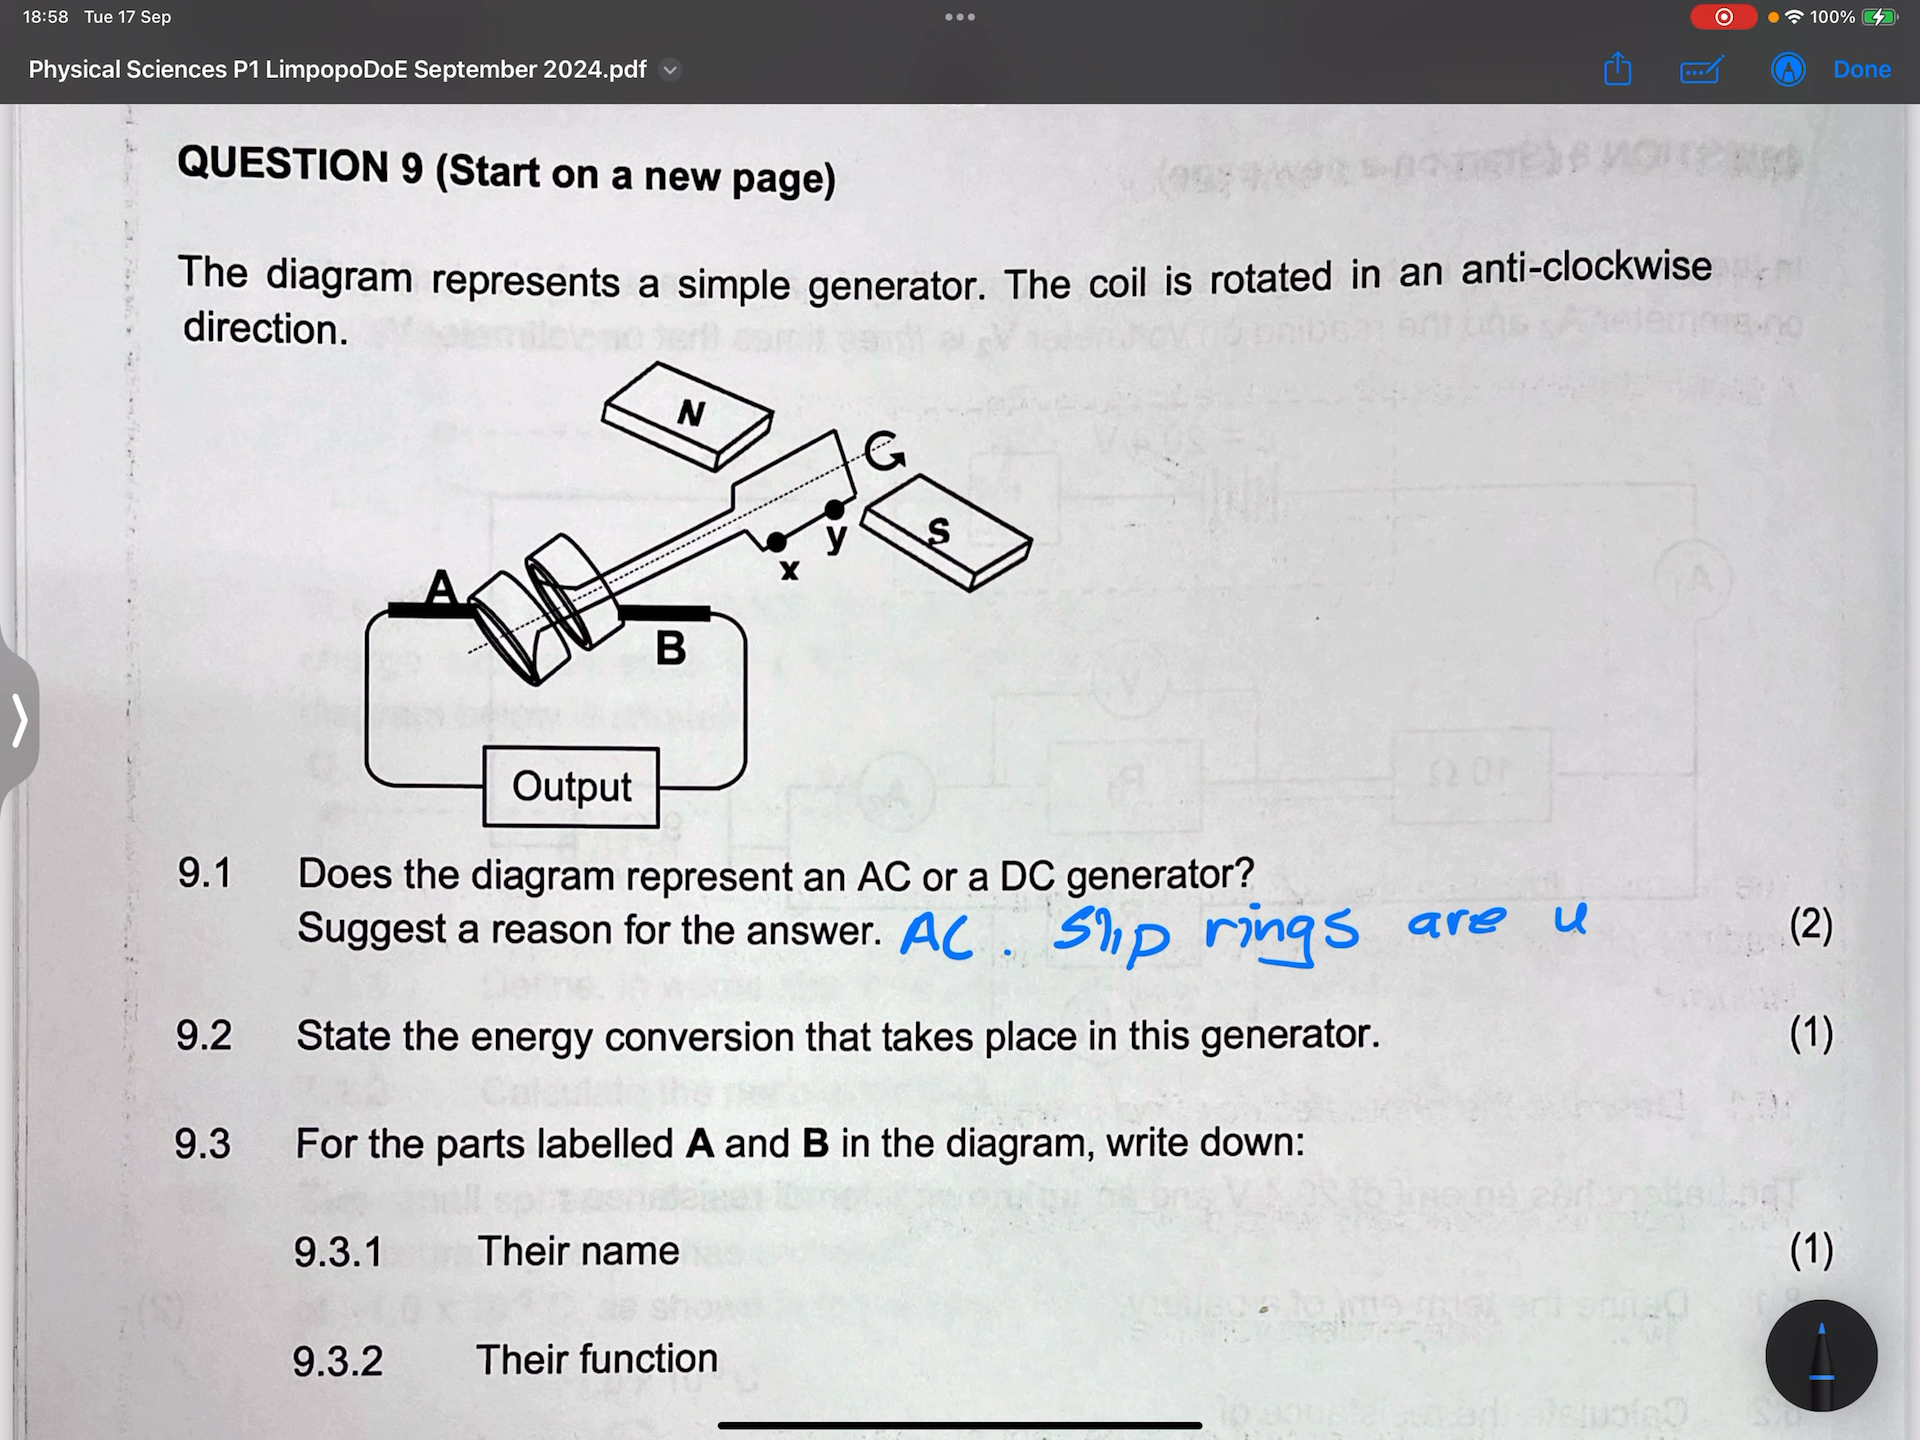 18:58 Tue 17 Sep
100%
Physical Sciences P1 LimpopoDoE September 2024.pdf
Done
QUESTION 9 (Start on a new page)
The diagram represents a simple generator. The coil is rotated in an anti-clockwise
direction.
N
S
y
x
A
B
Output
9.1 Does the diagram represent an AC or a DC generator?
Suggest a reason for the answer. AC. Slip rings are u (2)
9.2 State the energy conversion that takes place in this generator. (1)
9.3 For the parts labelled A and B in the diagram, write down:
9.3.1 Their name (1)
9.3.2 Their function